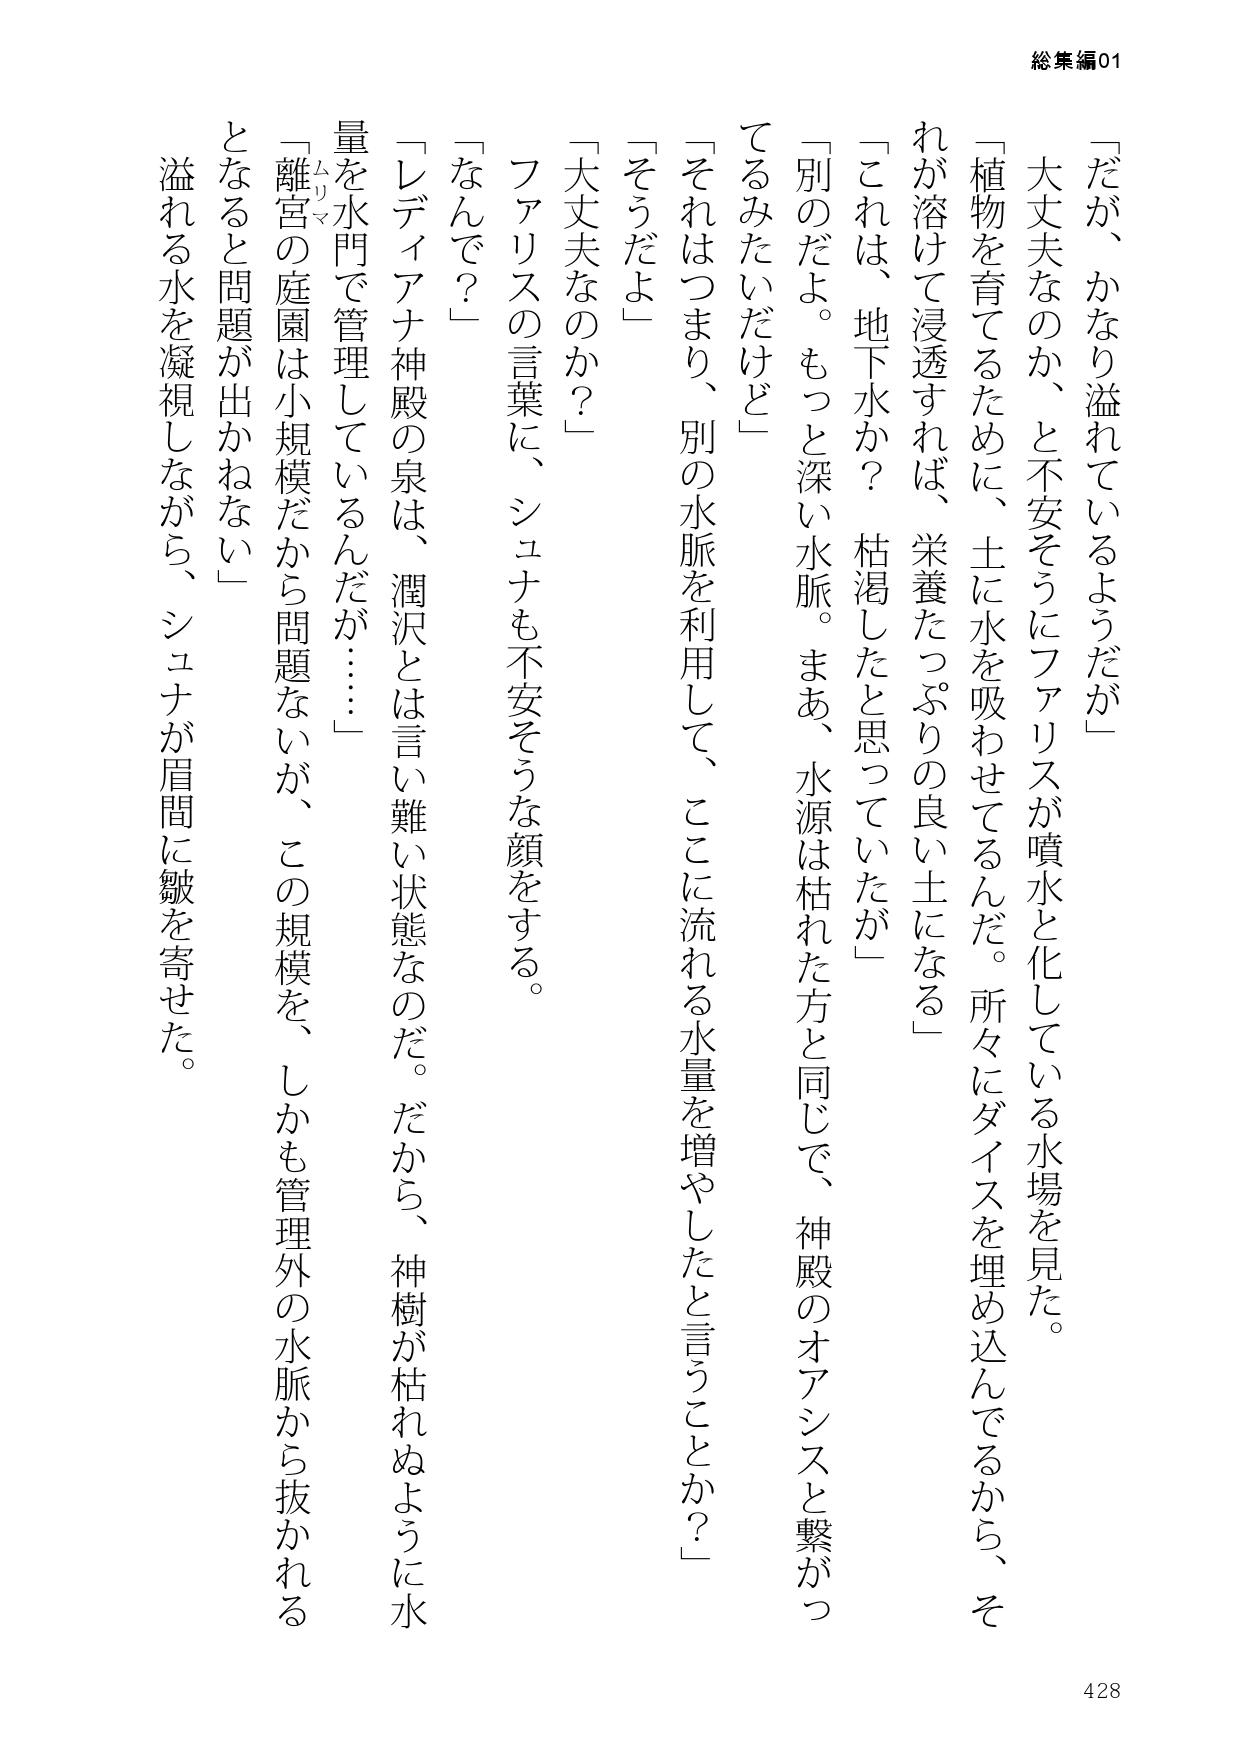 総集編01
「だが、かなり溢れているようだが」
大丈夫なのか、と不安そうにファリスが噴水と化している水場を見た。
「植物を育てるために、土に水を吸わせてるんだ。所々にダイスを埋め込んでるから、そ
れが溶けて浸透すれば、栄養たっぷりの良い土になる」
「これは、地下水か？　枯渇したと思っていたが」
「別のだよ。もっと深い水脈。まあ、水源は枯れた方と同じで、神殿のオアシスと繋がっ
てるみたいだけど」
「それはつまり、別の水脈を利用して、ここに流れる水量を増やしたと言うことか？」
「そうだよ」
「大丈夫なのか？」
ファリスの言葉に、シュナも不安そうな顔をする。
「なんで？」
「レディアナ神殿の泉は、潤沢とは言い難い状態なのだ。だから、神樹が枯れぬように水
量を水門で管理しているんだが……」
「離宮ムリマの庭園は小規模だから問題ないが、この規模を、しかも管理外の水脈から抜かれる
となると問題が出かねない」
溢れる水を凝視しながら、シュナが眉間に皺を寄せた。
428